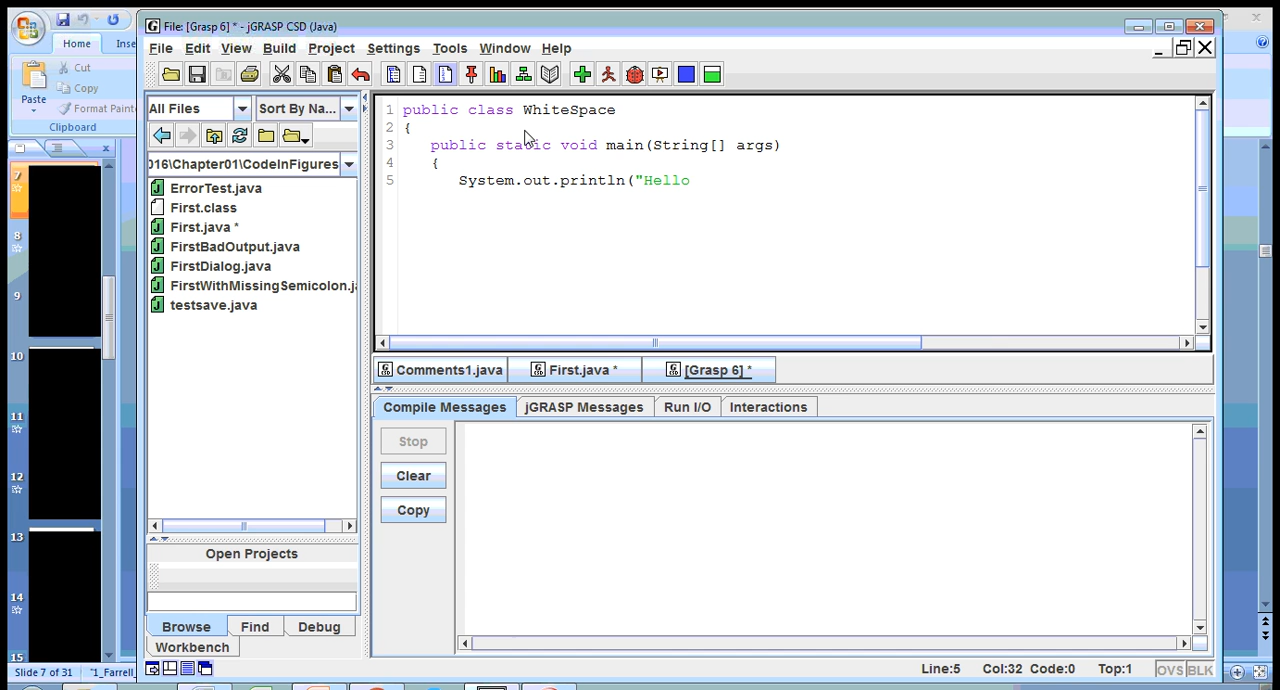 File: [Grasp 6] * - jGRASP CSD (Java)
File Edit View Build Project Settings Tools Window Help
Home Inse
Cut
Copy
Format Painte
Paste
Clipboard
All Files Sort By Na...
016\Chapter01\CodeInFigures
ErrorTest.java
First.class
First.java *
FirstBadOutput.java
FirstDialog.java
FirstWithMissingSemicolon.ja
testsave.java
Open Projects
Browse Find Debug
Workbench
1 public class WhiteSpace
2 {
3 public static void main(String[] args)
4 {
5 System.out.println("Hello
Comments1.java First.java * [Grasp 6] *
Compile Messages jGRASP Messages Run I/O Interactions
Stop
Clear
Copy
Line:5 Col:32 Code:0 Top:1 OVS BLK
7
8
9
10
11
12
13
14
15
Slide 7 of 31 "1_Farrell_